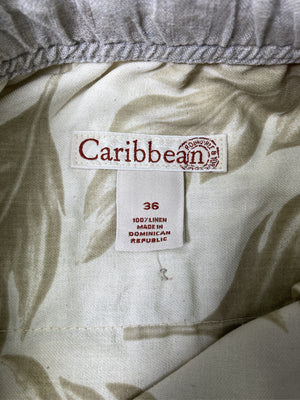 Caribbean
36
100% LINEN
MADE IN
DOMINICAN
REPUBLIC